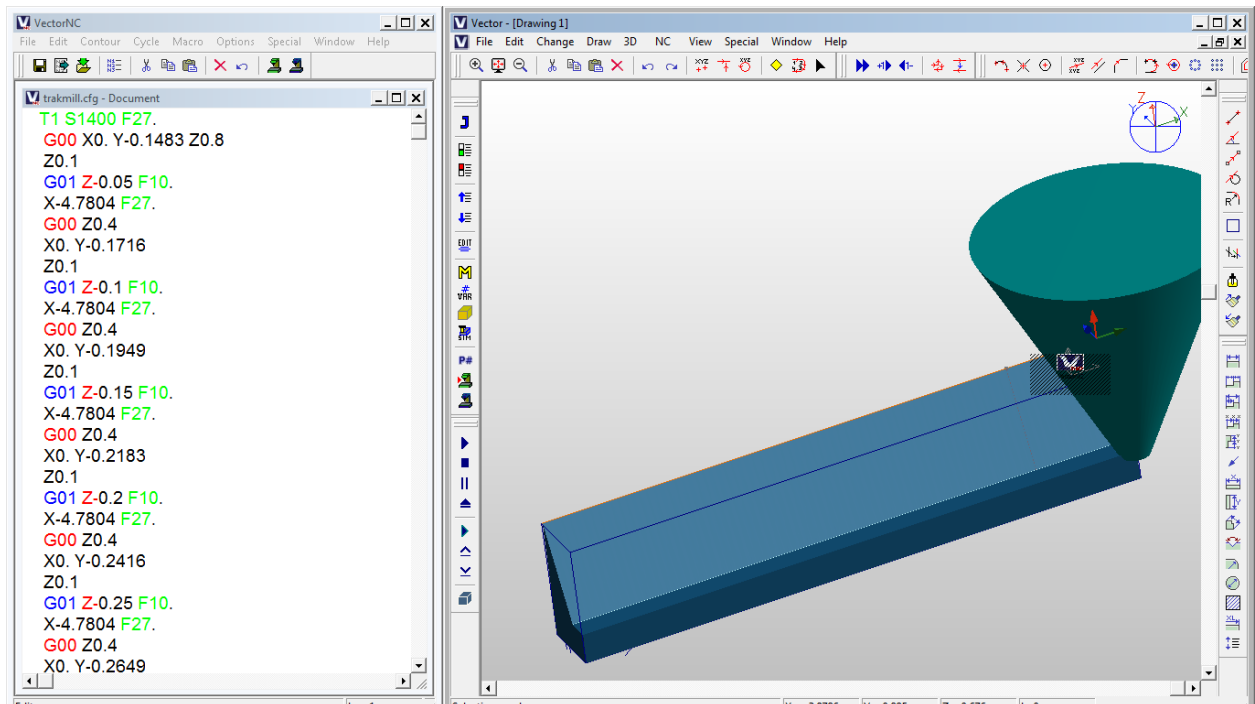 VectorNC
File Edit Contour Cycle Macro Options Special Window Help
trakmill.cfg - Document
T1 S1400 F27.
G00 X0. Y-0.1483 Z0.8
Z0.1
G01 Z-0.05 F10.
X-4.7804 F27.
G00 Z0.4
X0. Y-0.1716
Z0.1
G01 Z-0.1 F10.
X-4.7804 F27.
G00 Z0.4
X0. Y-0.1949
Z0.1
G01 Z-0.15 F10.
X-4.7804 F27.
G00 Z0.4
X0. Y-0.2183
Z0.1
G01 Z-0.2 F10.
X-4.7804 F27.
G00 Z0.4
X0. Y-0.2416
Z0.1
G01 Z-0.25 F10.
X-4.7804 F27.
G00 Z0.4
X0. Y-0.2649
Vector - [Drawing 1]
File Edit Change Draw 3D NC View Special Window Help
XYZ
J
EDIT
M
# VAR
P#
Z
Y X